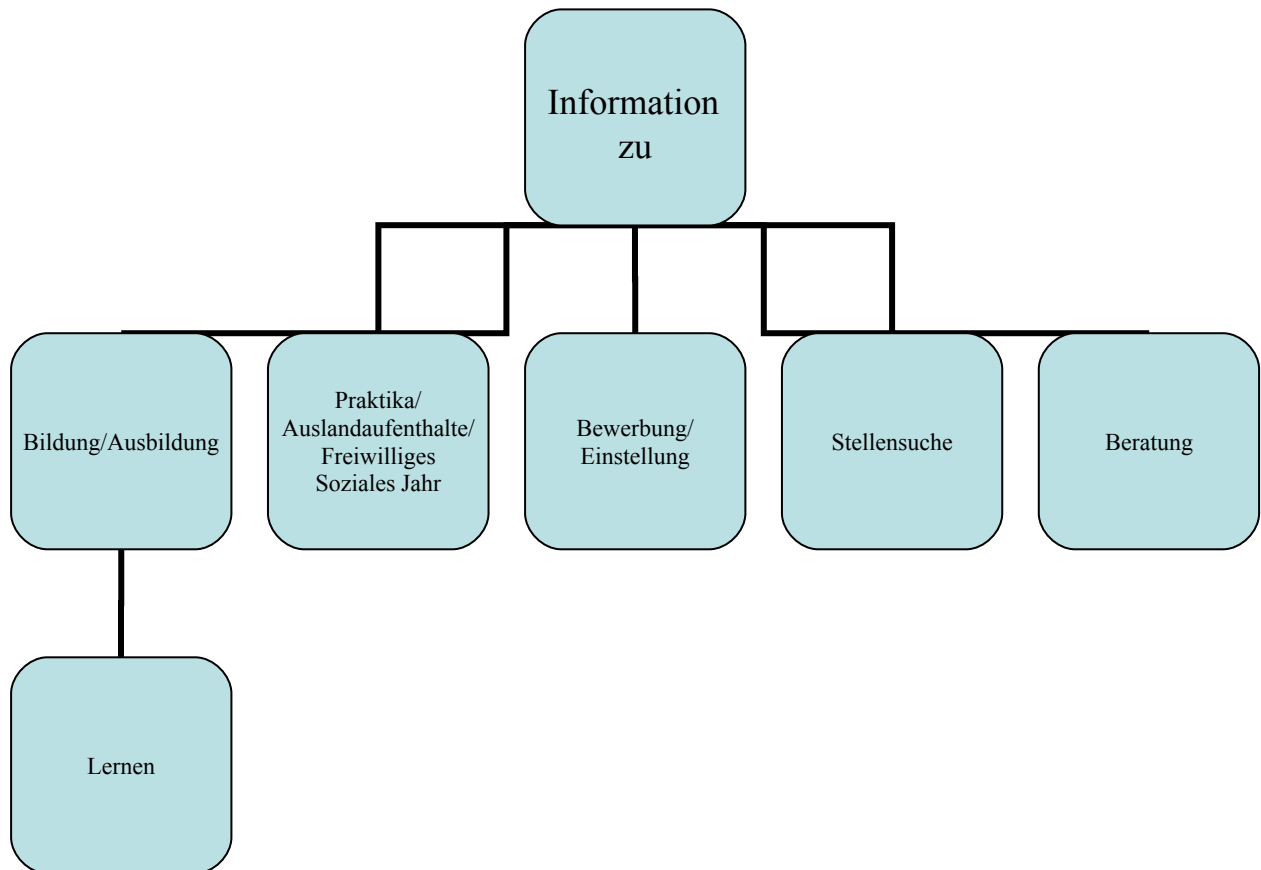 Information
zu
Bildung/Ausbildung
Praktika/
Auslandaufenthalte/
Freiwilliges
Soziales Jahr
Bewerbung/
Einstellung
Stellensuche
Beratung
Lernen